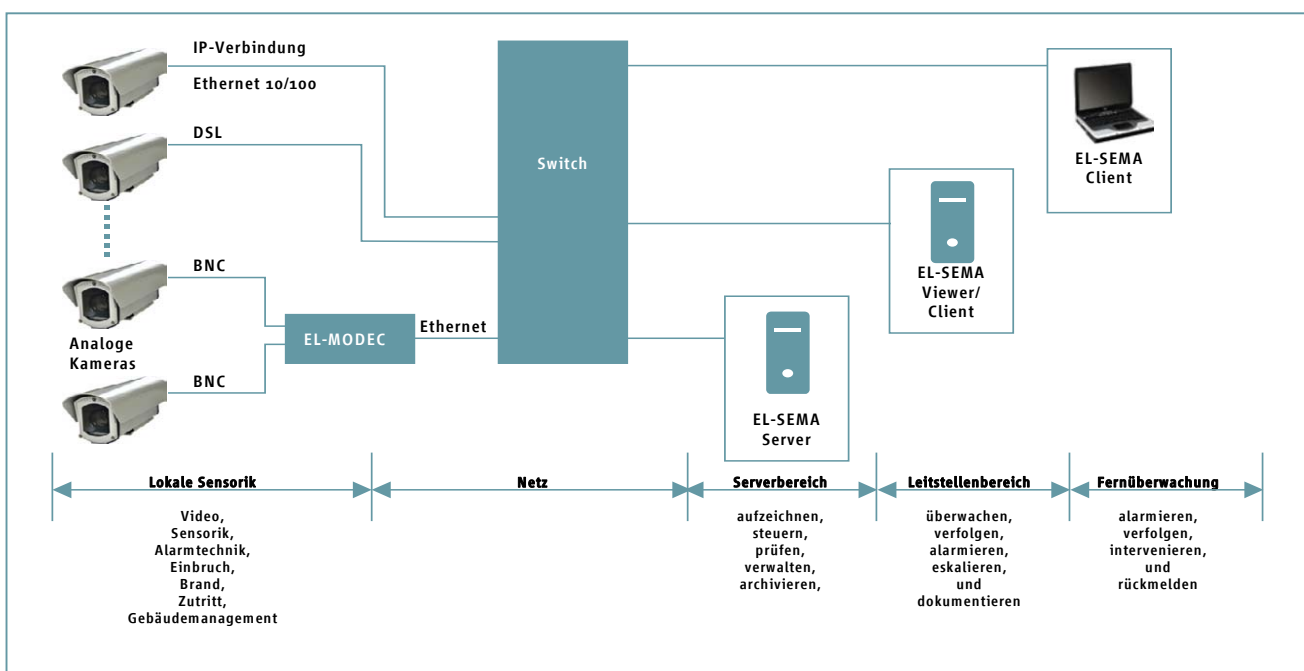 IP-Verbindung
Ethernet 10/100
DSL
Switch
EL-SEMA
Client
BNC
EL-SEMA
Viewer/
Client
Analoge
Kameras
EL-MODEC
Ethernet
BNC
EL-SEMA
Server
Lokale Sensorik
Netz
Serverbereich
Leitstellenbereich
Fernüberwachung
Video,
Sensorik,
Alarmtechnik,
Einbruch,
Brand,
Zutritt,
Gebäudemanagement
aufzeichnen,
steuern,
prüfen,
verwalten,
archivieren,
überwachen,
verfolgen,
alarmieren,
eskalieren,
und
dokumentieren
alarmieren,
verfolgen,
intervenieren,
und
rückmelden